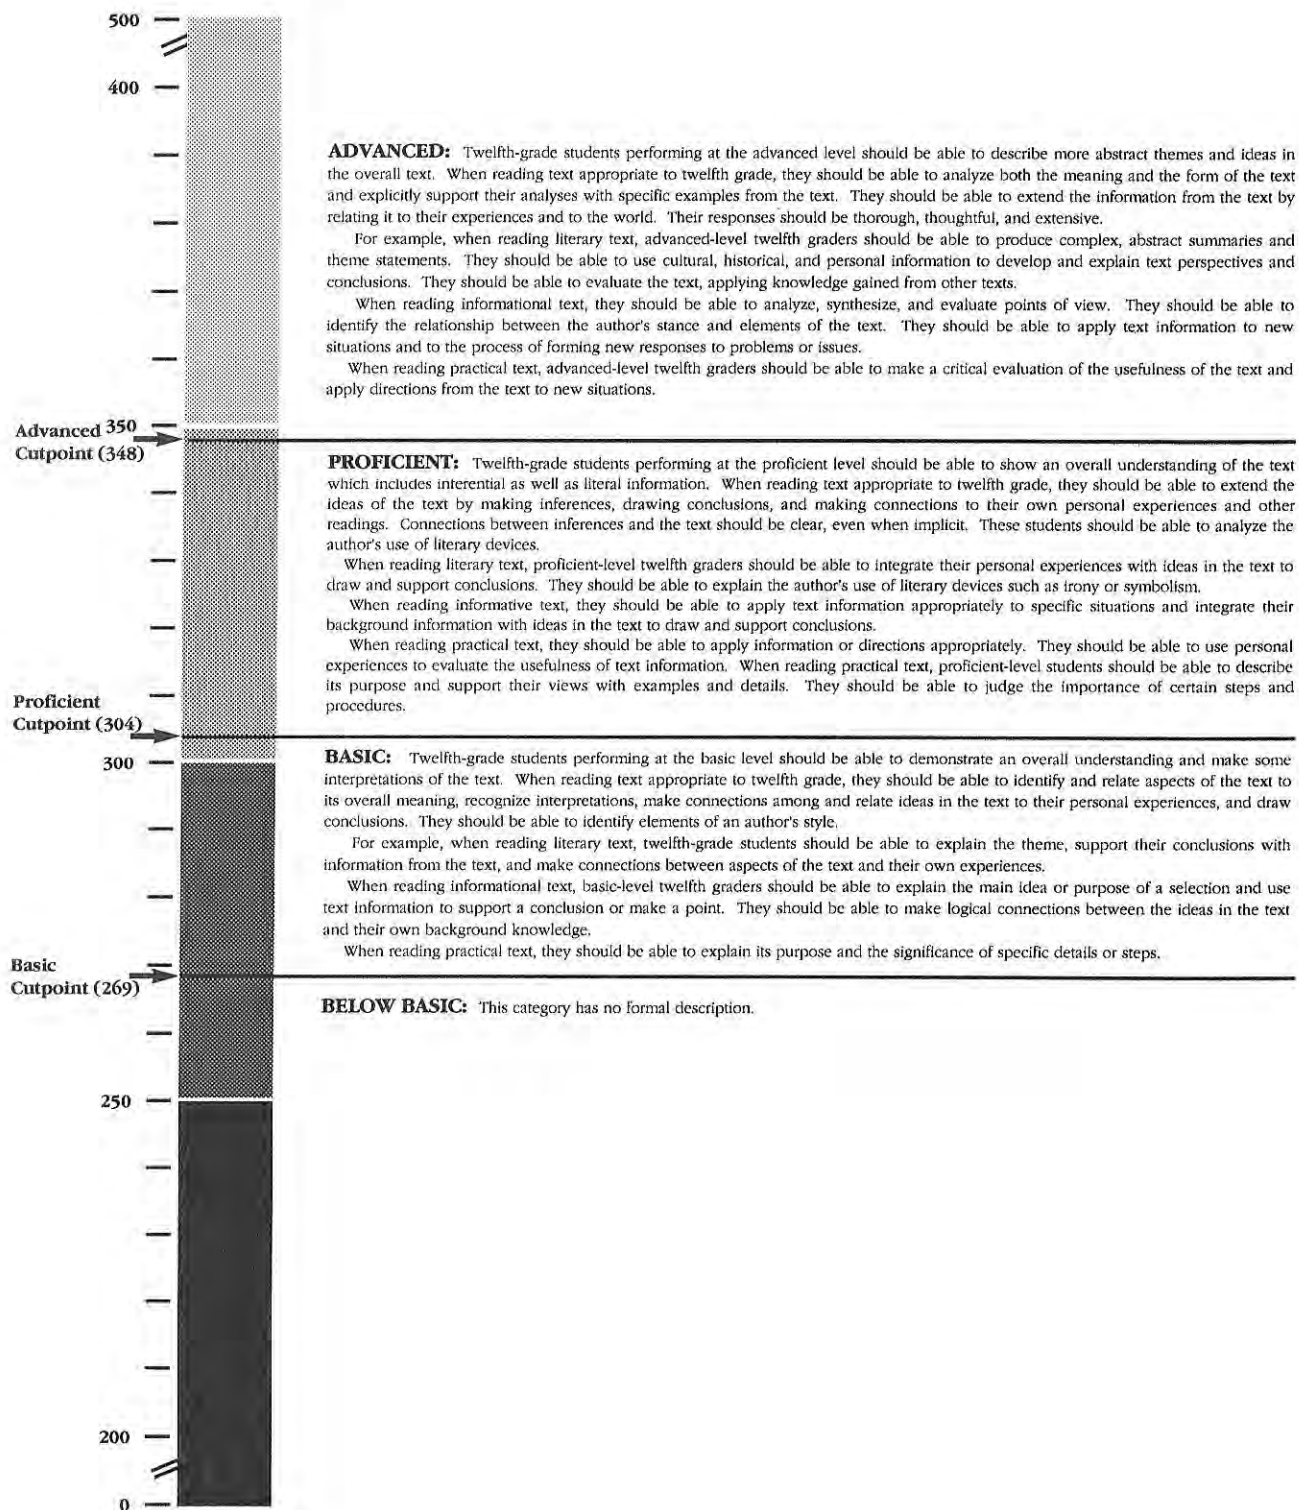 500
400
ADVANCED: Twelfth-grade students performing at the advanced level should be able to describe more abstract themes and ideas in
the overall text. When reading text appropriate to twelfth grade, they should be able to analyze both the meaning and the form of the text
and explicitly support their analyses with specific examples from the text. They should be able to extend the information from the text by
relating it to their experiences and to the world. Their responses should be thorough, thoughtful, and extensive.
For example, when reading literary text, advanced-level twelfth graders should be able to produce complex, abstract summaries and
theme statements. They should be able to use cultural, historical, and personal information to develop and explain text perspectives and
conclusions. They should be able to evaluate the text, applying knowledge gained from other texts.
When reading informational text, they should be able to analyze, synthesize, and evaluate points of view. They should be able to
identify the relationship between the author's stance and elements of the text. They should be able to apply text information to new
situations and to the process of forming new responses to problems or issues.
When reading practical text, advanced-level twelfth graders should be able to make a critical evaluation of the usefulness of the text and
apply directions from the text to new situations.
350
Advanced
Cutpoint (348)
PROFICIENT: Twelfth-grade students performing at the proficient level should be able to show an overall understanding of the text
which includes interential as well as literal information. When reading text appropriate to twelfth grade, they should be able to extend the
ideas of the text by making inferences, drawing conclusions, and making connections to their own personal experiences and other
readings. Connections between inferences and the text should be clear, even when implicit. These students should be able to analyze the
author's use of literary devices.
When reading literary text, proficient-level twelfth graders should be able to integrate their personal experiences with ideas in the text to
draw and support conclusions. They should be able to explain the author's use of literary devices such as irony or symbolism.
When reading informative text, they should be able to apply text information appropriately to specific situations and integrate their
background information with ideas in the text to draw and support conclusions.
When reading practical text, they should be able to apply information or directions appropriately. They should be able to use personal
experiences to evaluate the usefulness of text information. When reading practical text, proficient-level students should be able to describe
its purpose and support their views with examples and details. They should be able to judge the importance of certain steps and
procedures.
Proficient
Cutpoint (304)
300
BASIC: Twelfth-grade students performing at the basic level should be able to demonstrate an overall understanding and make some
interpretations of the text. When reading text appropriate to twelfth grade, they should be able to identify and relate aspects of the text to
its overall meaning, recognize interpretations, make connections among and relate ideas in the text to their personal experiences, and draw
conclusions. They should be able to identify elements of an author's style.
For example, when reading literary text, twelfth-grade students should be able to explain the theme, support their conclusions with
information from the text, and make connections between aspects of the text and their own experiences.
When reading informational text, basic-level twelfth graders should be able to explain the main idea or purpose of a selection and use
text information to support a conclusion or make a point. They should be able to make logical connections between the ideas in the text
and their own background knowledge.
When reading practical text, they should be able to explain its purpose and the significance of specific details or steps.
Basic
Cutpoint (269)
BELOW BASIC: This category has no formal description.
250
200
0